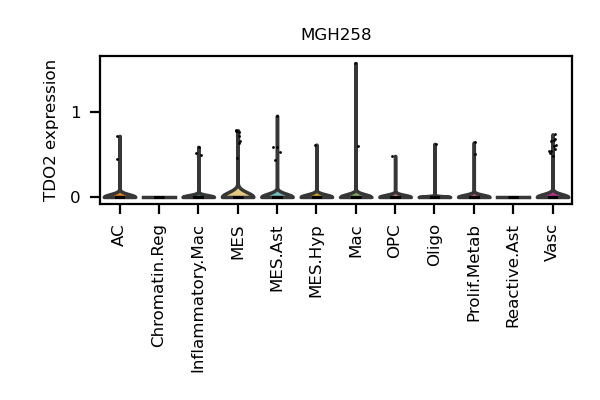 MGH258
TDO2 expression
1
0
AC
Chromatin.Reg
Inflammatory.Mac
MES
MES.Ast
MES.Hyp
Mac
OPC
Oligo
Prolif.Metab
Reactive.Ast
Vasc